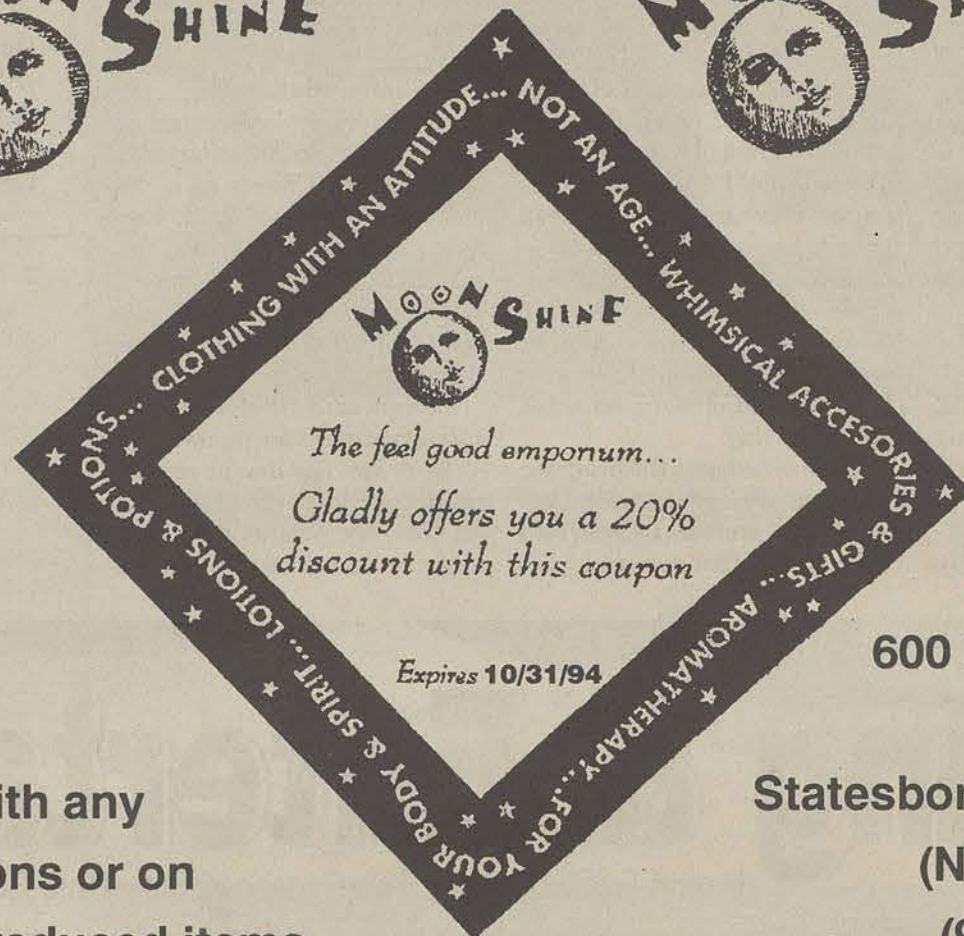 SHINE
CLOTHING WITH AN ATTITUDE... NOT AN AGE... WHIMSICAL ACCESORIES & GIFTS... AROMATHERAPY...FOR YOUR BODY & SPIRIT... LOTIONS & POTIONS...
MOON SHINE
The feel good emporium...
Gladly offers you a 20%
discount with this coupon
Expires 10/31/94
600
ith any
Statesbor
ons or on
(N
reduced items